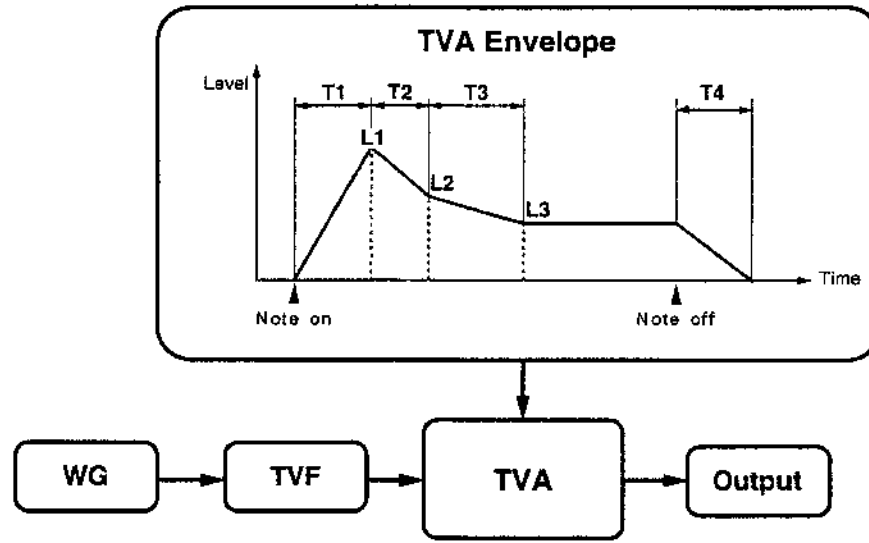 TVA Envelope
Level
T1 T2 T3 T4
L1
L2
L3
Time
Note on Note off
WG TVF TVA Output